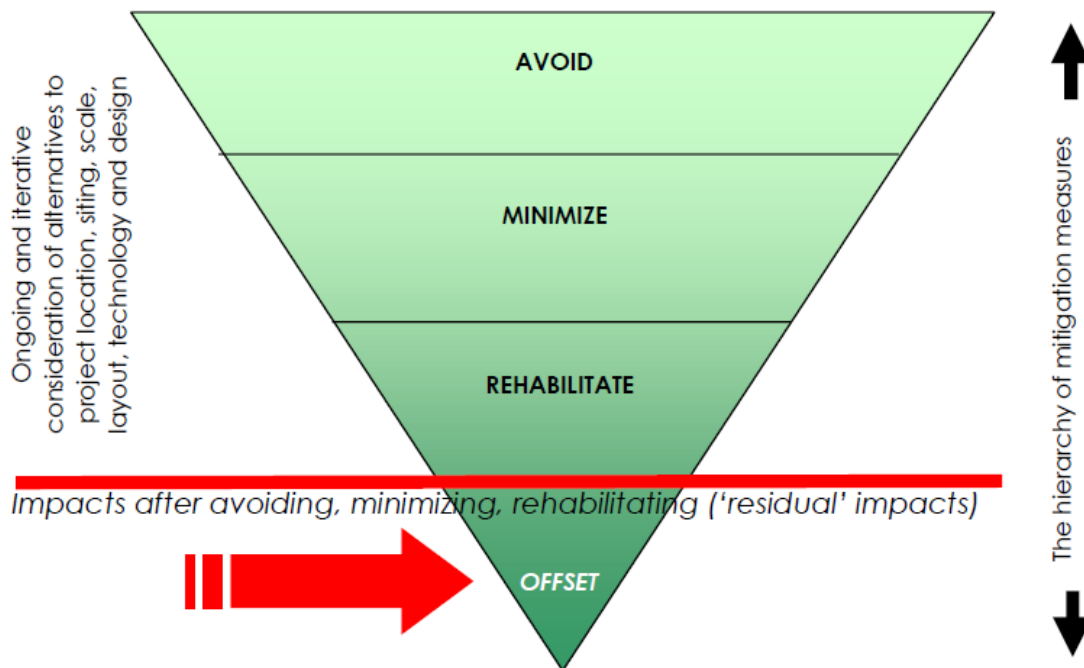 AVOID
MINIMIZE
REHABILITATE
Ongoing and iterative
consideration of alternatives to
project location, siting, scale,
layout, technology and design
Impacts after avoiding, minimizing, rehabilitating (‘residual’ impacts)
OFFSET
The hierarchy of mitigation measures